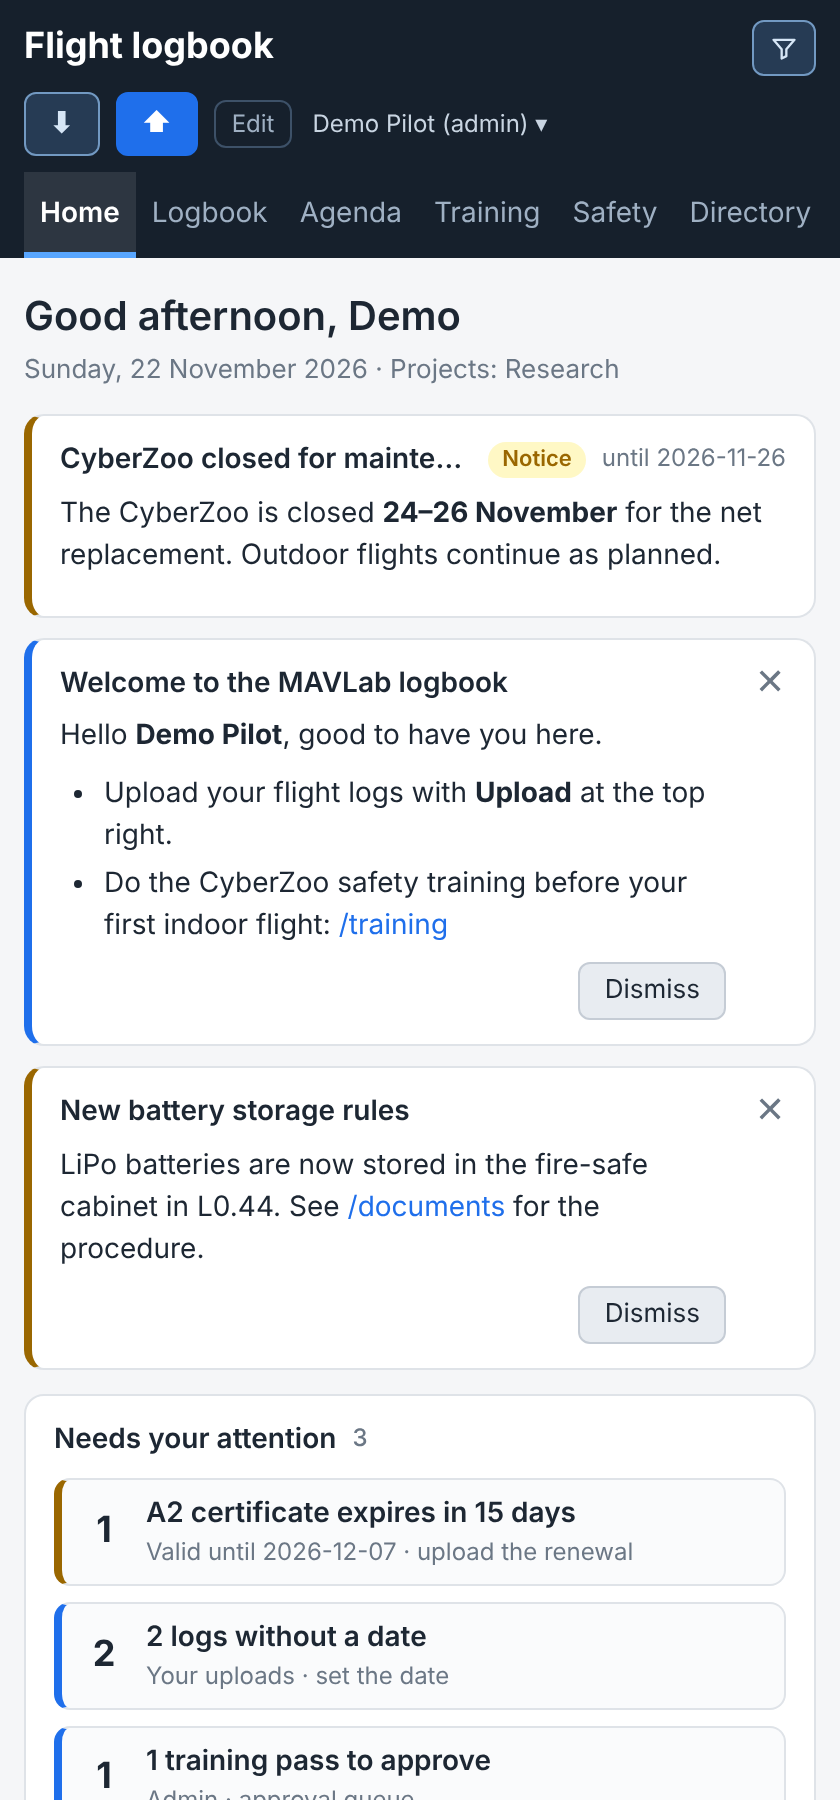 Flight logbook
Edit
Demo Pilot (admin) ▾
Home Logbook Agenda Training Safety Directory
Good afternoon, Demo
Sunday, 22 November 2026 · Projects: Research
CyberZoo closed for mainte... Notice until 2026-11-26
The CyberZoo is closed 24–26 November for the net
replacement. Outdoor flights continue as planned.
Welcome to the MAVLab logbook
Hello Demo Pilot, good to have you here.
• Upload your flight logs with Upload at the top
right.
• Do the CyberZoo safety training before your
first indoor flight: /training
Dismiss
New battery storage rules
LiPo batteries are now stored in the fire-safe
cabinet in L0.44. See /documents for the
procedure.
Dismiss
Needs your attention 3
1 A2 certificate expires in 15 days
Valid until 2026-12-07 · upload the renewal
2 2 logs without a date
Your uploads · set the date
1 1 training pass to approve
Admin · approval queue